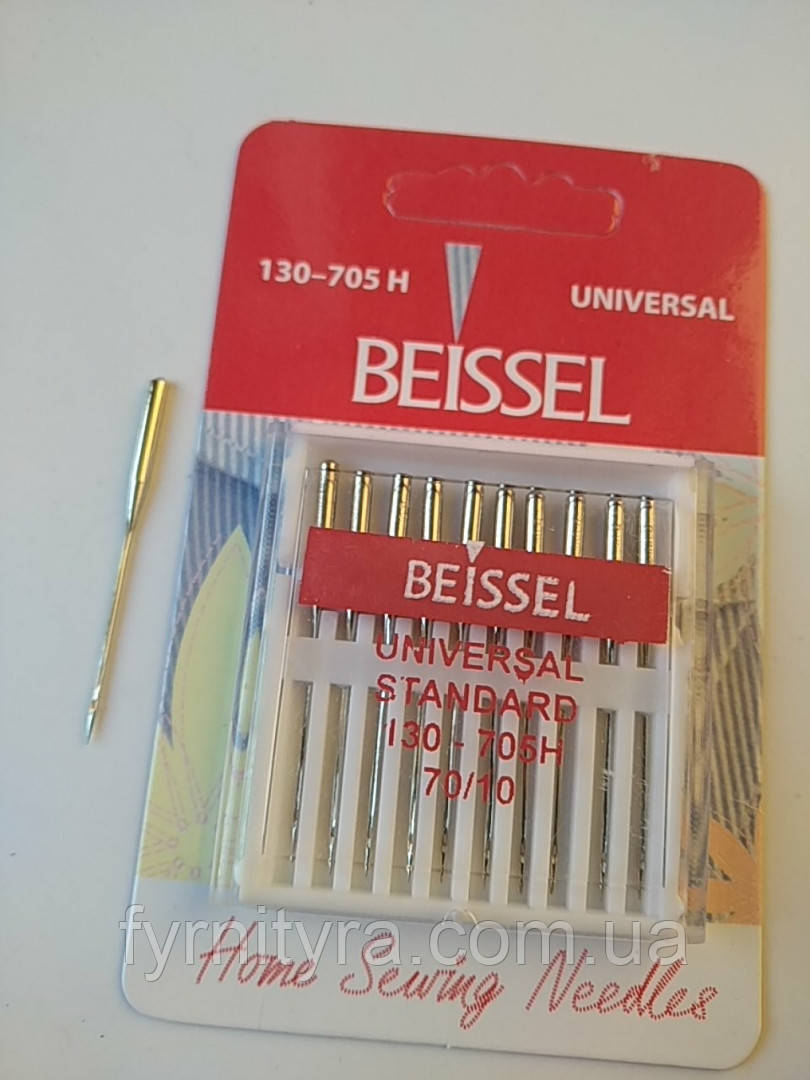 130–705 H
UNIVERSAL
BEISSEL
BEISSEL
UNIVERSAL
STANDARD
130 - 705H
70/10
fyrnityra.com.ua
Home Sewing Needles